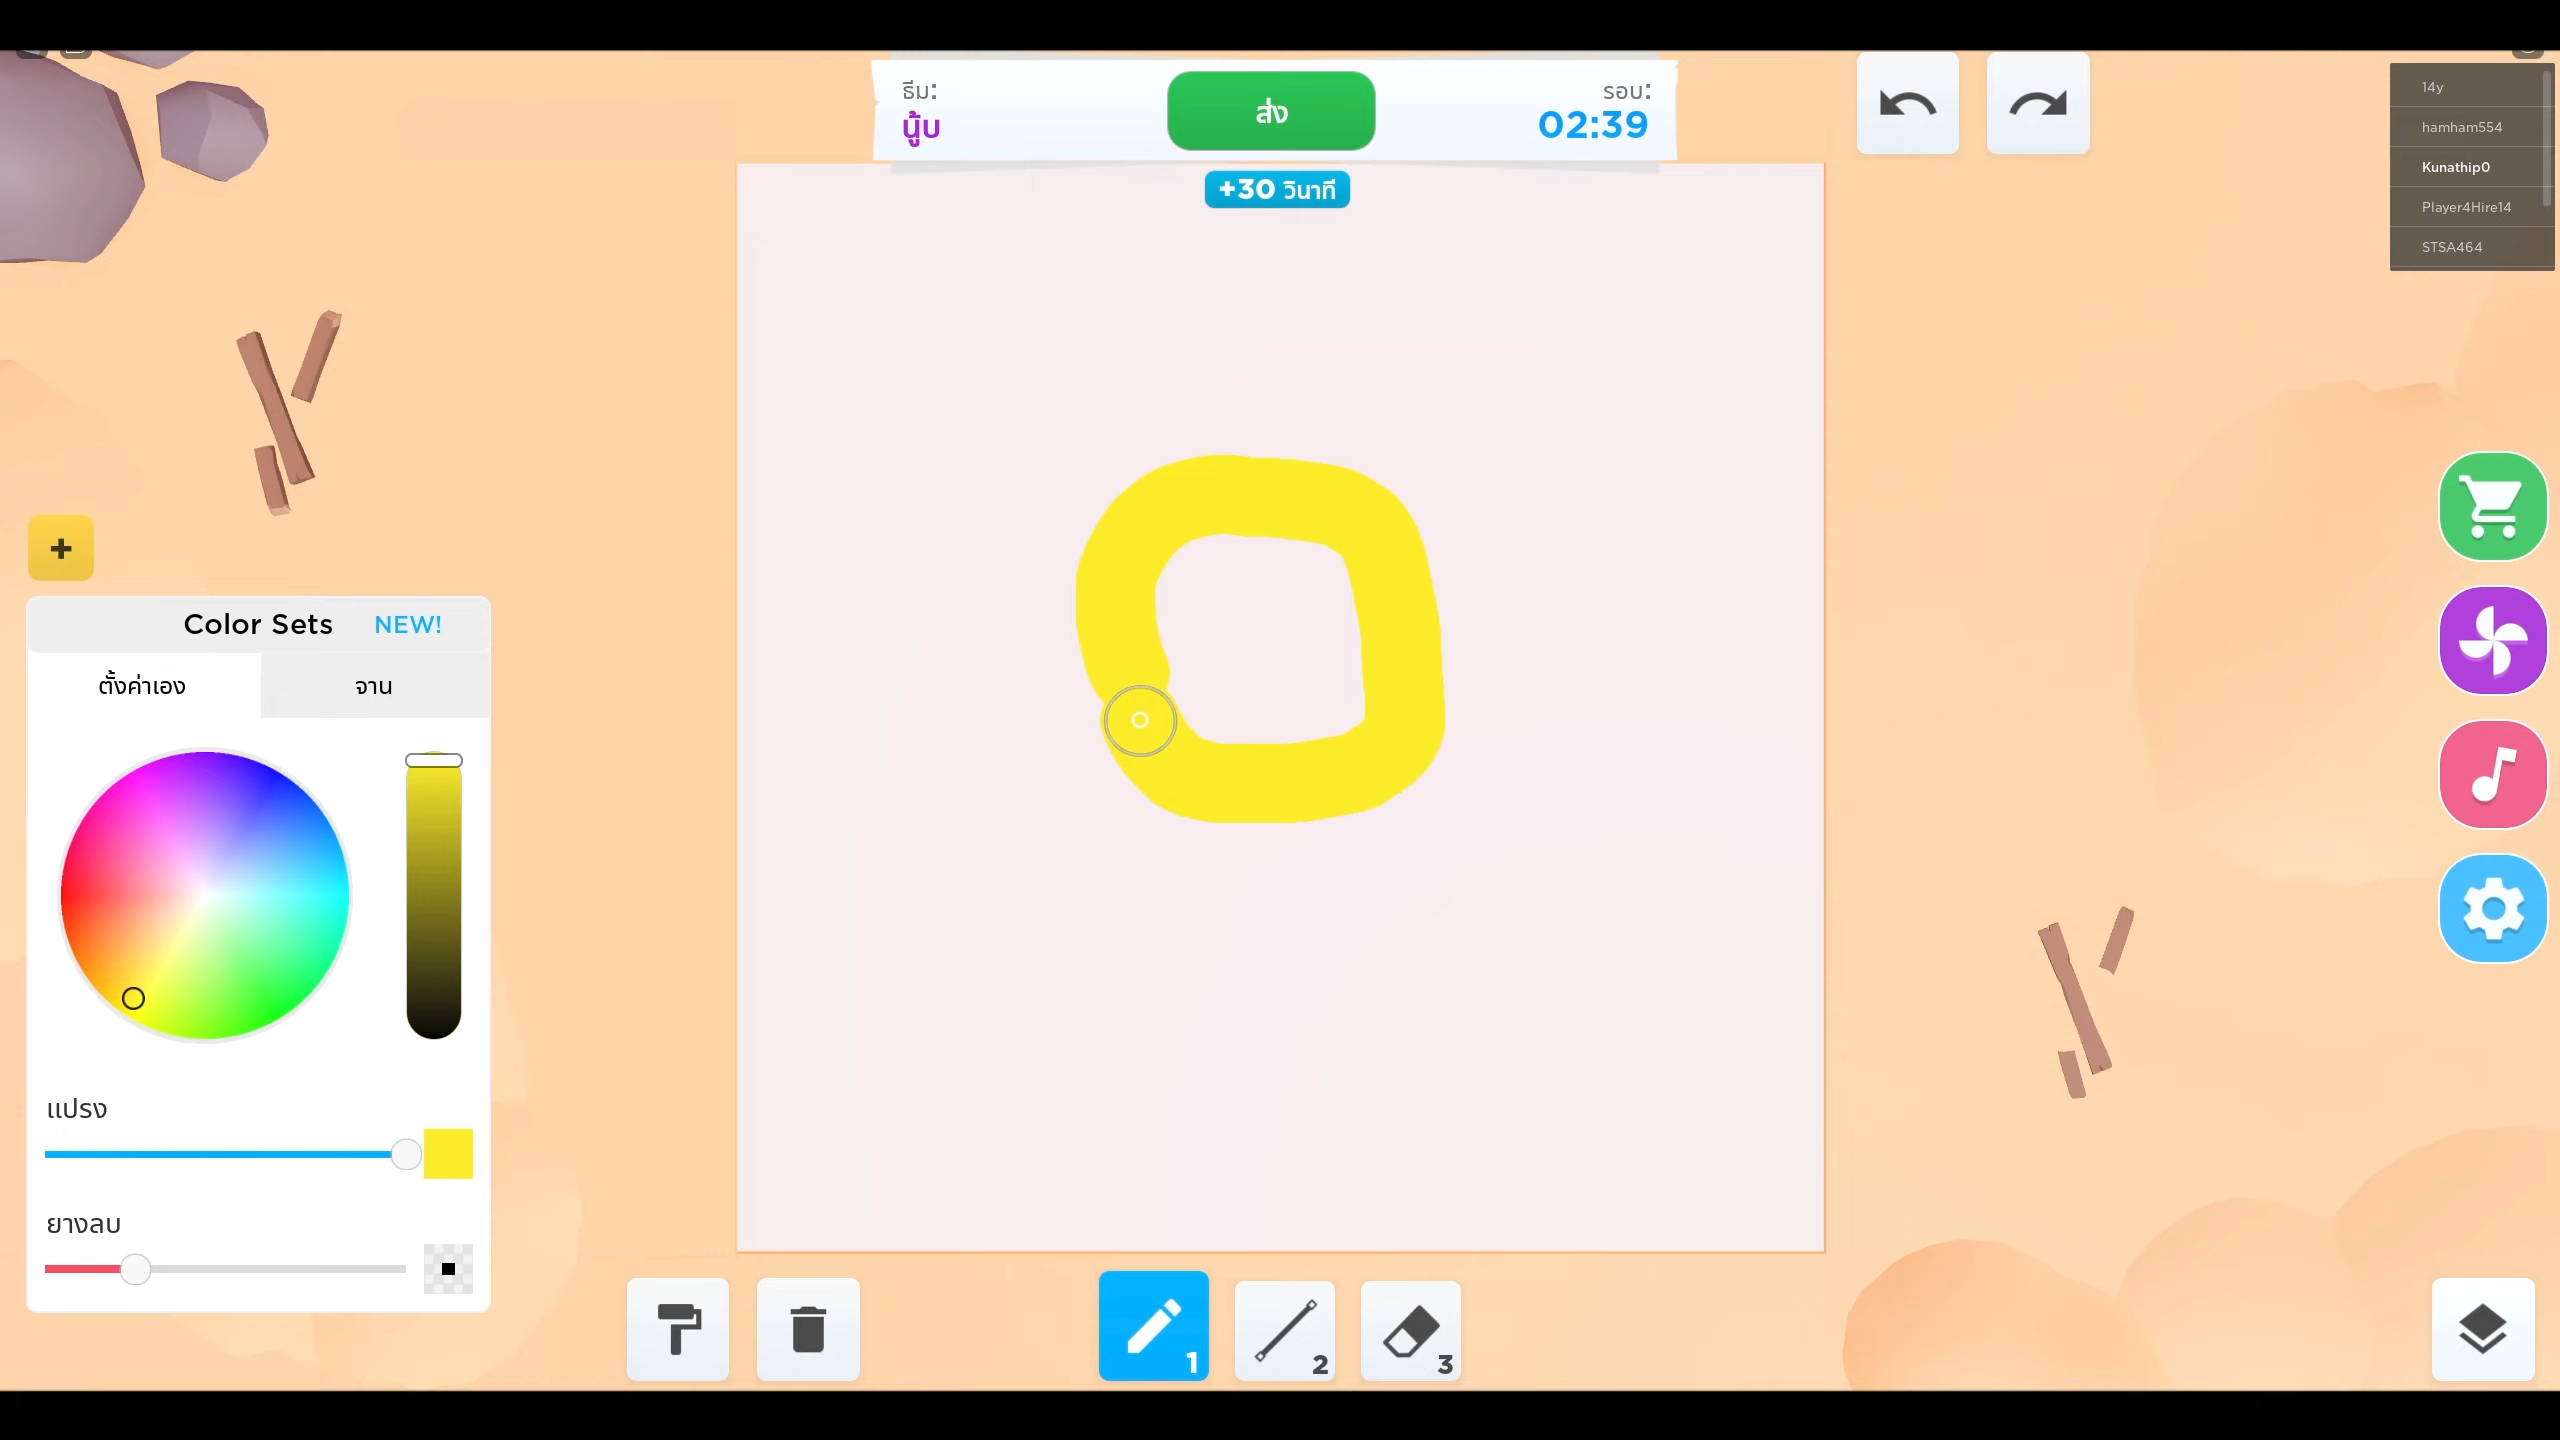 ธีม:
นู้บ
ส่ง
รอบ:
02:39
+30 วินาที
14y
hamham554
Kunathip0
Player4Hire14
STSA464
+
Color Sets NEW!
ตั้งค่าเอง
จาน
แปรง
ยางลบ
1
2
3